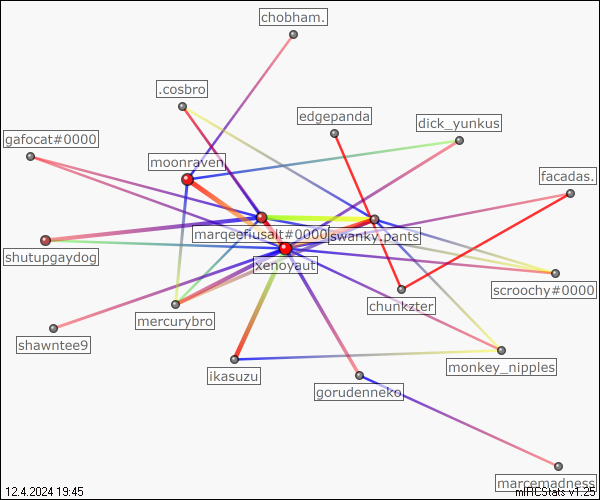 chobham.
.cosbro
edgepanda
dick_yunkus
gafocat#0000
moonraven
facadas.
marqeefiusalt#0000
swanky.pants
shutupgaydog
xenoyaut
scroochy#0000
chunkzter
mercurybro
shawntee9
monkey_nipples
ikasuzu
gorudenneko
marcemadness
12.4.2024 19:45
mIRCStats v1.25